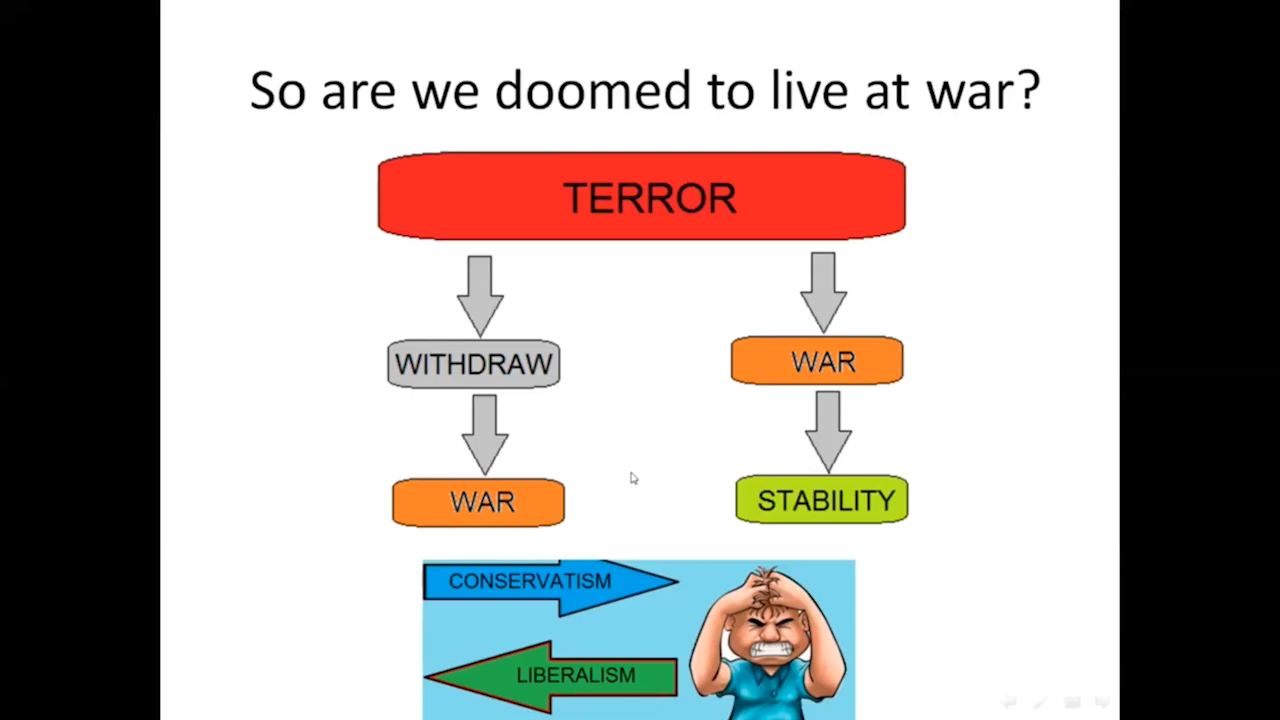 So are we doomed to live at war?
TERROR
WITHDRAW
WAR
WAR
STABILITY
CONSERVATISM
LIBERALISM